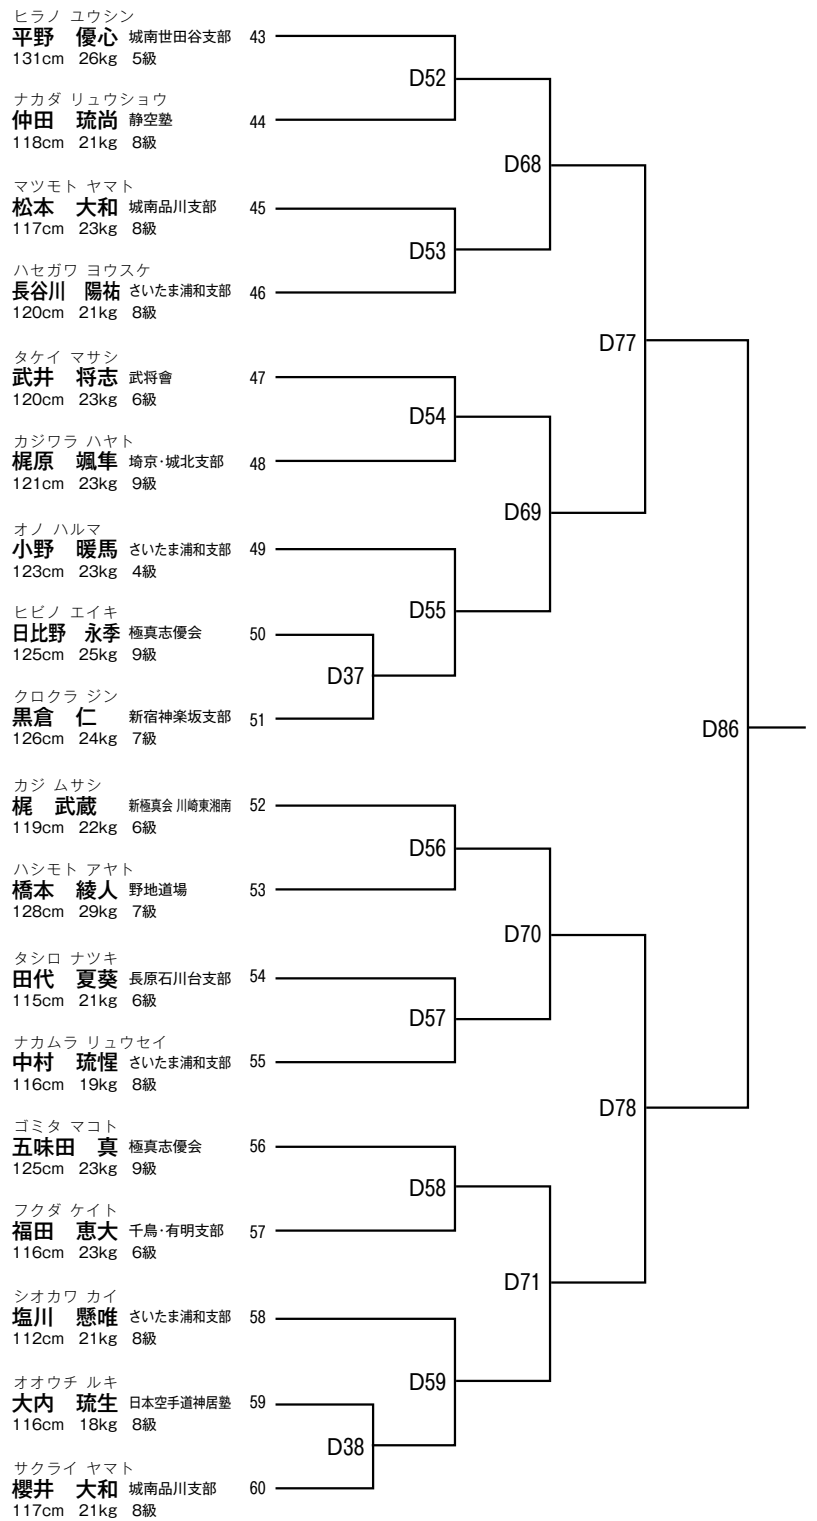 ヒラノ ユウシン
平野　優心 城南世田谷支部 43
131cm 26kg 5級
D52
ナカダ リュウショウ
仲田　琉尚 静空塾 44
118cm 21kg 8級
D68
マツモト ヤマト
松本　大和 城南品川支部 45
117cm 23kg 8級
D53
ハセガワ ヨウスケ
長谷川　陽祐 さいたま浦和支部 46
120cm 21kg 8級
D77
タケイ マサシ
武井　将志 武将會 47
120cm 23kg 6級
D54
カジワラ ハヤト
梶原　颯隼 埼京・城北支部 48
121cm 23kg 9級
D69
オノ ハルマ
小野　暖馬 さいたま浦和支部 49
123cm 23kg 4級
D55
ヒビノ エイキ
日比野　永季 極真志優会 50
125cm 25kg 9級
D37
クロクラ ジン
黒倉　仁 新宿神楽坂支部 51
126cm 24kg 7級
D86
カジ ムサシ
梶　武蔵 新極真会 川崎東湘南 52
119cm 22kg 6級
D56
ハシモト アヤト
橋本　綾人 野地道場 53
128cm 29kg 7級
D70
タシロ ナツキ
田代　夏葵 長原石川台支部 54
115cm 21kg 6級
D57
ナカムラ リュウセイ
中村　琉惺 さいたま浦和支部 55
116cm 19kg 8級
D78
ゴミタ マコト
五味田　真 極真志優会 56
125cm 23kg 9級
D58
フクダ ケイト
福田　恵大 千鳥・有明支部 57
116cm 23kg 6級
D71
シオカワ カイ
塩川　懸唯 さいたま浦和支部 58
112cm 21kg 8級
D59
オオウチ ルキ
大内　琉生 日本空手道神居塾 59
116cm 18kg 8級
D38
サクライ ヤマト
櫻井　大和 城南品川支部 60
117cm 21kg 8級